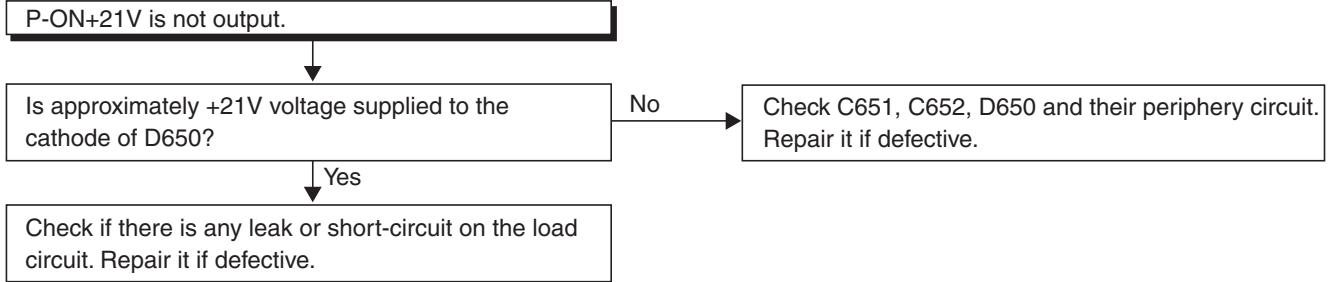 P-ON+21V is not output.
Is approximately +21V voltage supplied to the
cathode of D650?
No
Check C651, C652, D650 and their periphery circuit.
Repair it if defective.
Yes
Check if there is any leak or short-circuit on the load
circuit. Repair it if defective.